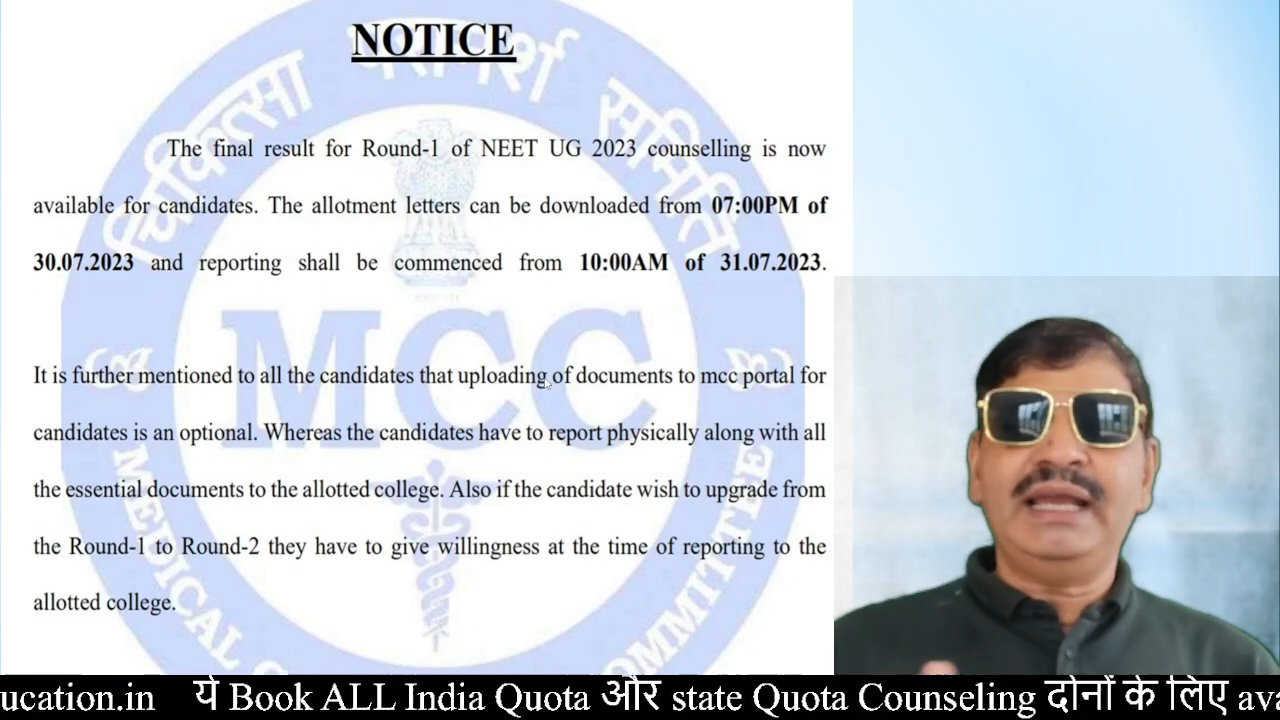 NOTICE
The final result for Round-1 of NEET UG 2023 counselling is now
available for candidates. The allotment letters can be downloaded from 07:00PM of
30.07.2023 and reporting shall be commenced from 10:00AM of 31.07.2023.
It is further mentioned to all the candidates that uploading of documents to mcc portal for
candidates is an optional. Whereas the candidates have to report physically along with all
the essential documents to the allotted college. Also if the candidate wish to upgrade from
the Round-1 to Round-2 they have to give willingness at the time of reporting to the
allotted college.
चिकित्सा परामर्श समिति
MCC
MEDICAL
COMMITTEE
ucation.in ये Book ALL India Quota और state Quota Counseling दोनों के लिए ava